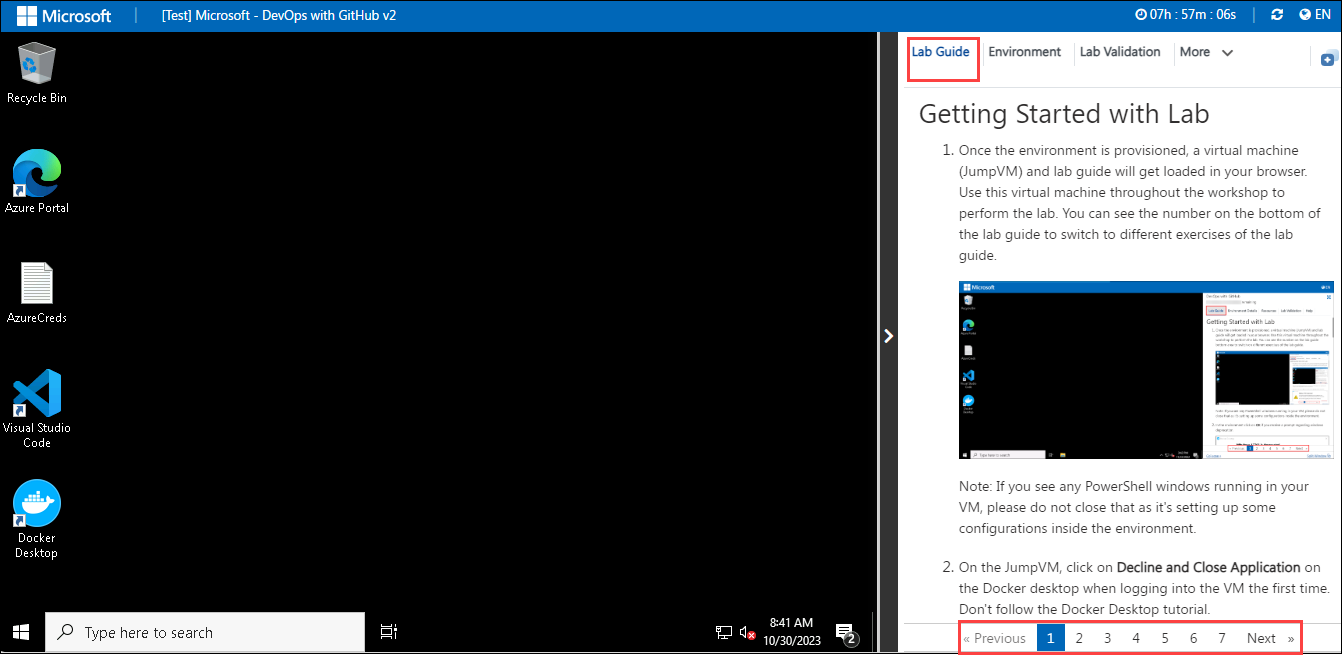 Microsoft
[Test] Microsoft - DevOps with GitHub v2
07h : 57m : 06s
EN
Recycle Bin
Azure Portal
AzureCreds
Visual Studio
Code
Docker
Desktop
Type here to search
8:41 AM
10/30/2023
2
Lab Guide
Environment
Lab Validation
More
Getting Started with Lab
1. Once the environment is provisioned, a virtual machine
(JumpVM) and lab guide will get loaded in your browser.
Use this virtual machine throughout the workshop to
perform the lab. You can see the number on the bottom of
the lab guide to switch to different exercises of the lab
guide.
Microsoft
Getting Started with Lab
Note: If you see any PowerShell windows running in your
VM, please do not close that as it's setting up some
configurations inside the environment.
2. On the JumpVM, click on Decline and Close Application on
the Docker desktop when logging into the VM the first time.
Don't follow the Docker Desktop tutorial.
« Previous 1 2 3 4 5 6 7 Next »